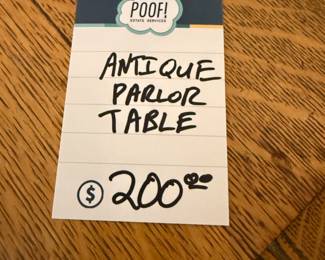 POOF!
ESTATE SERVICES
ANTIQUE
PARLOR
TABLE
$ 200 00